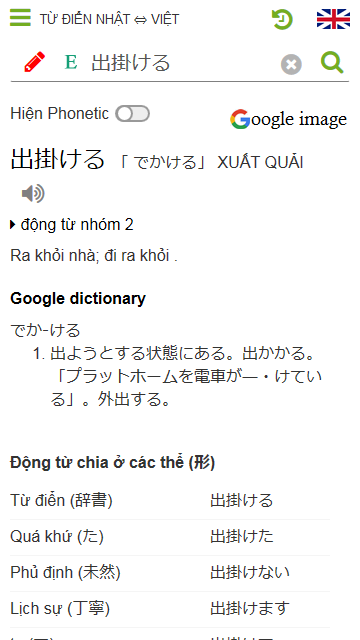 TỪ ĐIỂN NHẬT ⇔ VIỆT
E 出掛ける
Hiện Phonetic
Google image
出掛ける 「 でかける」 XUẤT QUẢI
động từ nhóm 2
Ra khỏi nhà; đi ra khỏi .
Google dictionary
でか-ける
1. 出ようとする状態にある。出かかる。
「プラットホームを電車が―・けてい
る」。外出する。
Động từ chia ở các thể (形)
Từ điển (辞書) 出掛ける
Quá khứ (た) 出掛けた
Phủ định (未然) 出掛けない
Lịch sự (丁寧) 出掛けます